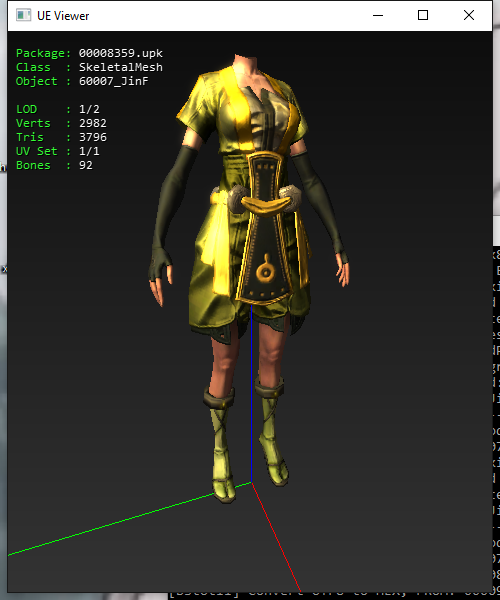 UE Viewer
Package: 00008359.upk
Class : SkeletalMesh
Object : 60007_JinF
LOD : 1/2
Verts : 2982
Tris : 3796
UV Set : 1/1
Bones : 92